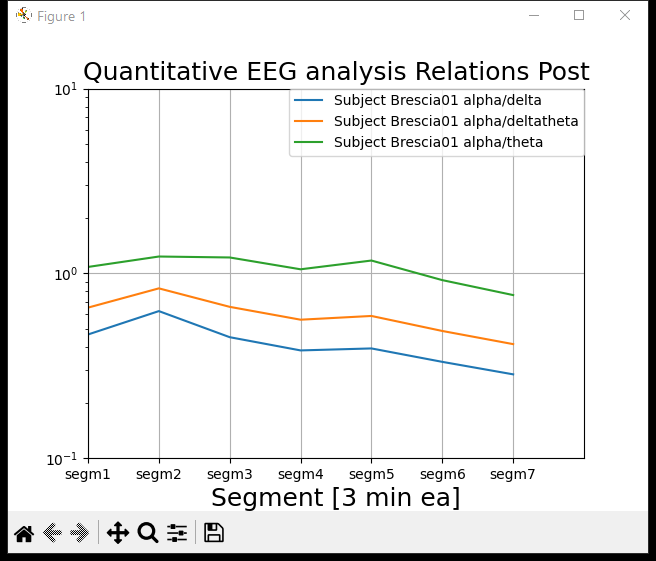 Figure 1
Quantitative EEG analysis Relations Post
10¹
Subject Brescia01 alpha/delta
Subject Brescia01 alpha/deltatheta
Subject Brescia01 alpha/theta
10⁰
10⁻¹
segm1 segm2 segm3 segm4 segm5 segm6 segm7
Segment [3 min ea]